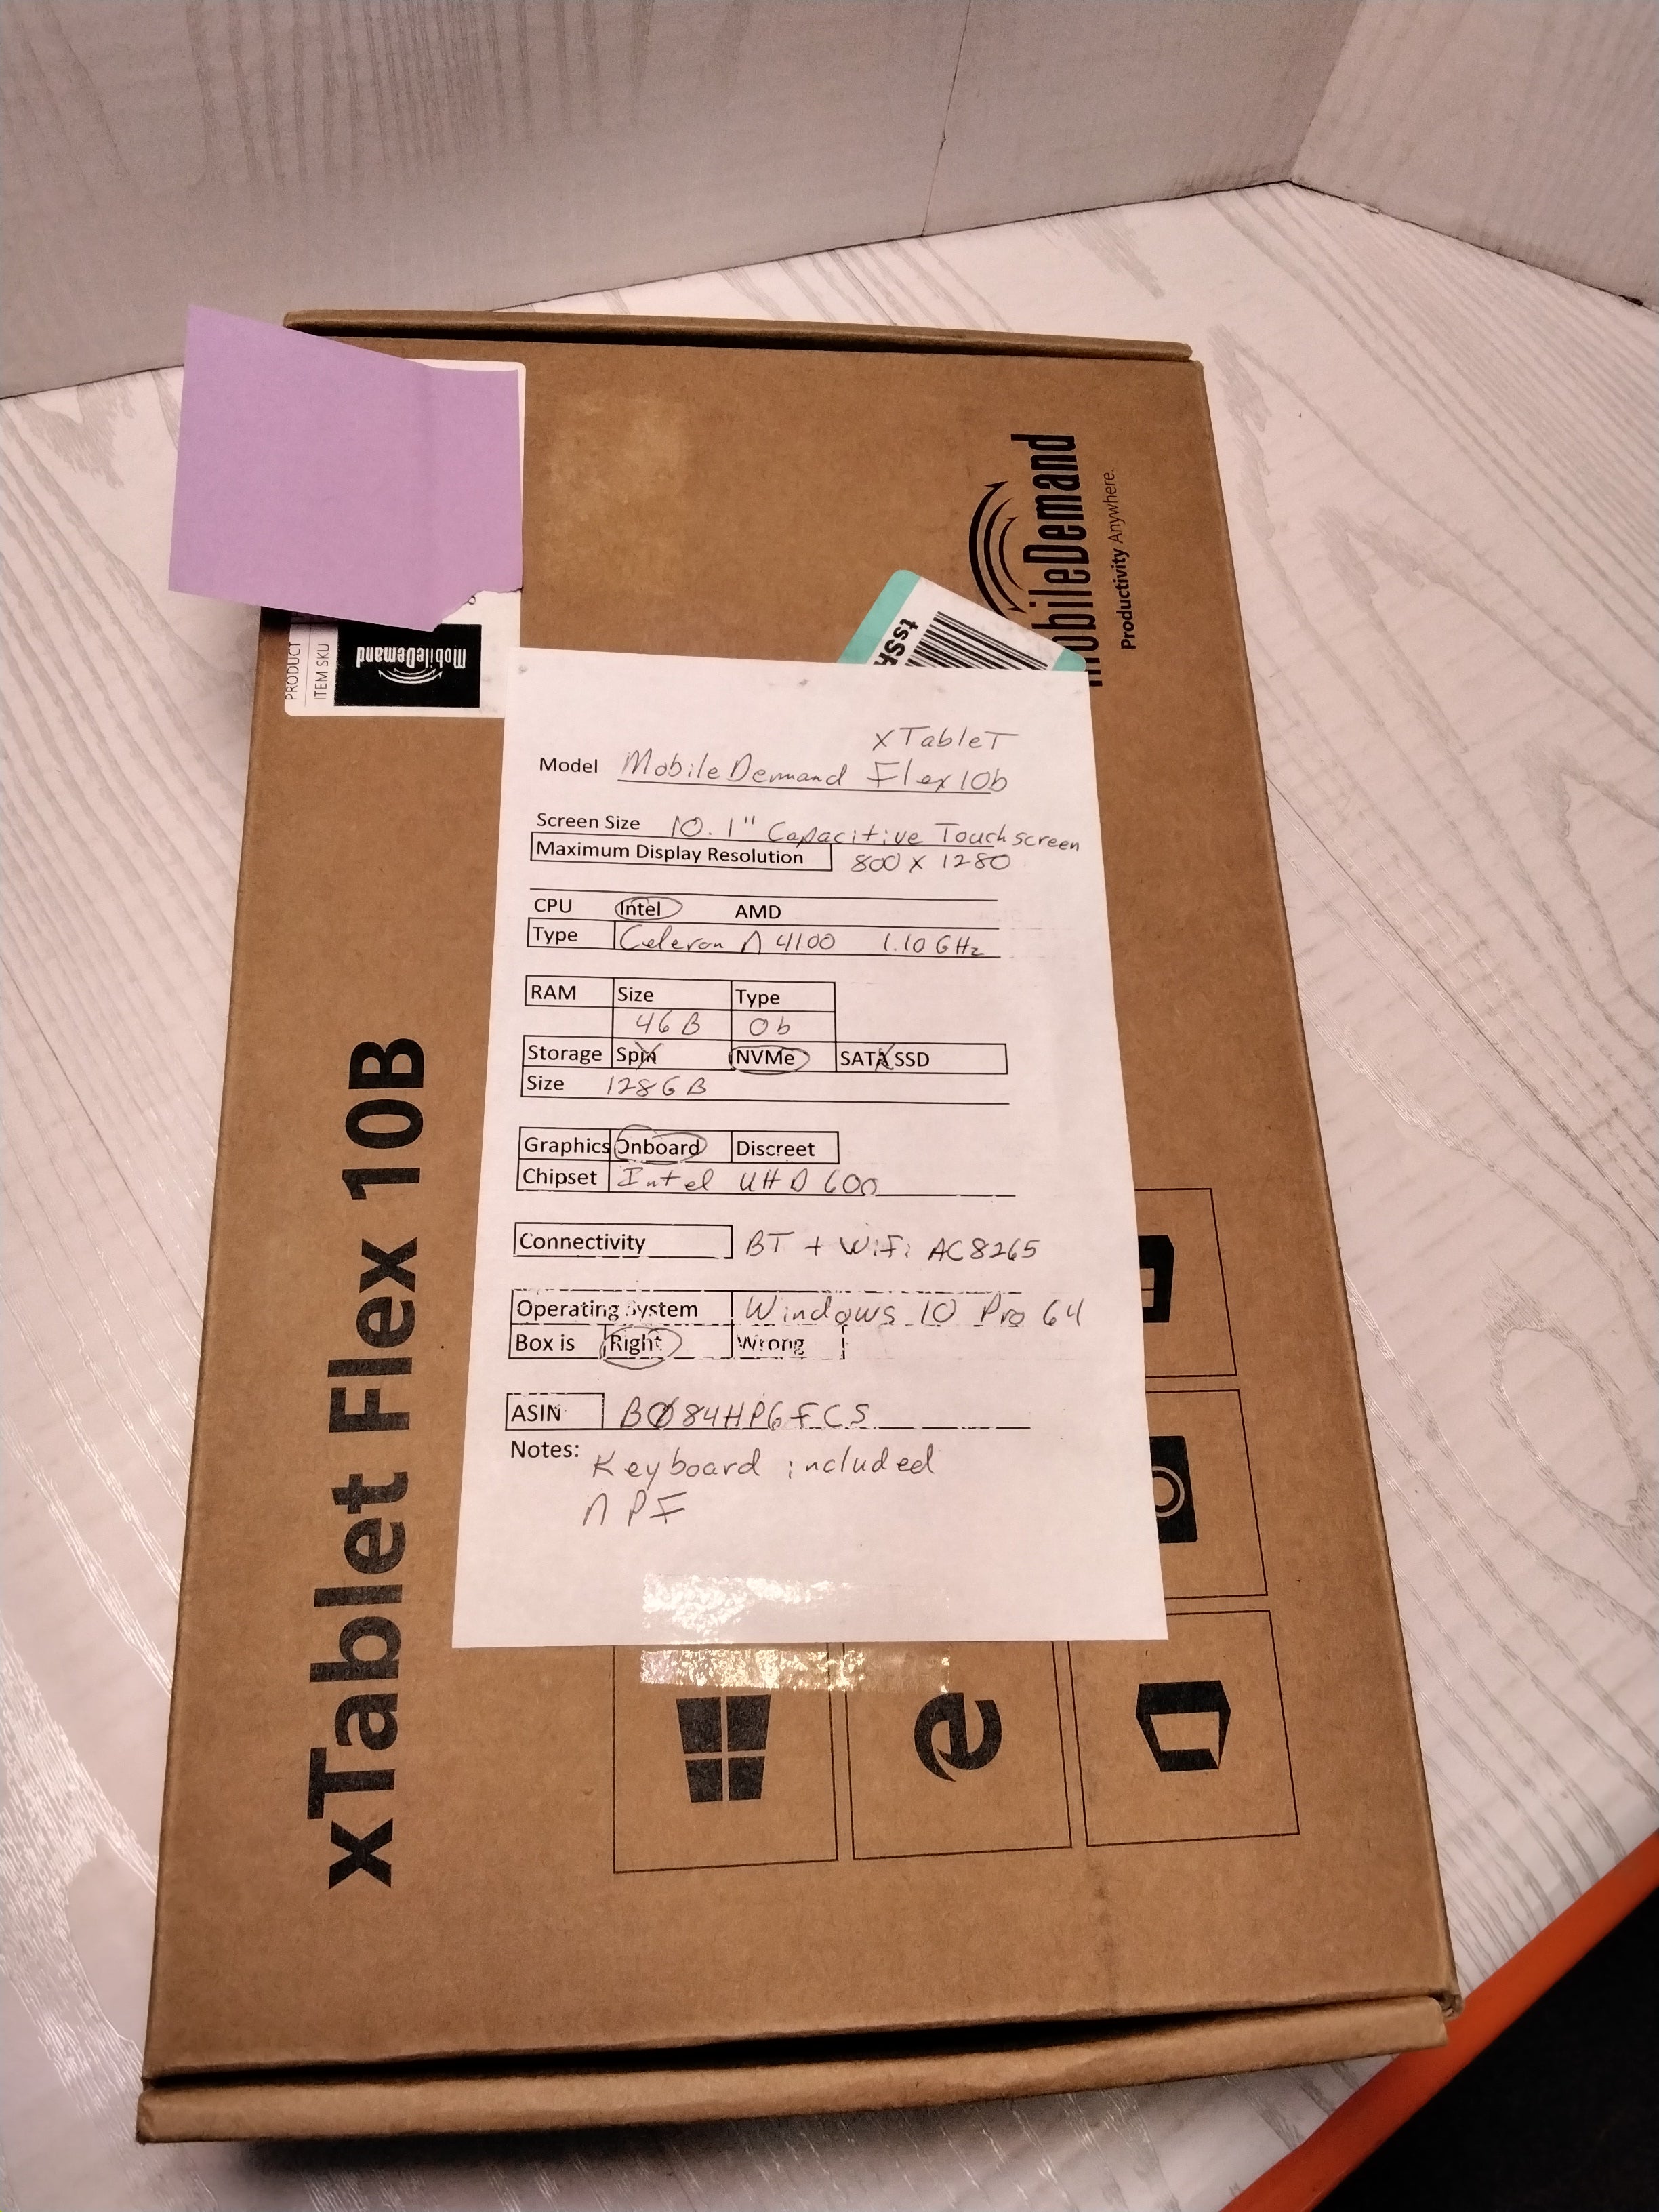 PRODUCT
ITEM SKU
MobileDemand
mobileDemand
Productivity Anywhere.
xTablet Flex 10B
xTableT
Model MobileDemand Flex10b
Screen Size 10.1" Capacitive Touchscreen
Maximum Display Resolution 800 x 1280
CPU Intel AMD
Type Celeron N4100 1.10 GHz
RAM Size Type
4GB Ob
Storage Spin NVMe SATA SSD
Size 128GB
Graphics Onboard Discreet
Chipset Intel UHD 600
Connectivity BT + WiFi AC8265
Operating System Windows 10 Pro 64
Box is Right Wrong
ASIN B084HP6FCS
Notes: Keyboard included
NPF